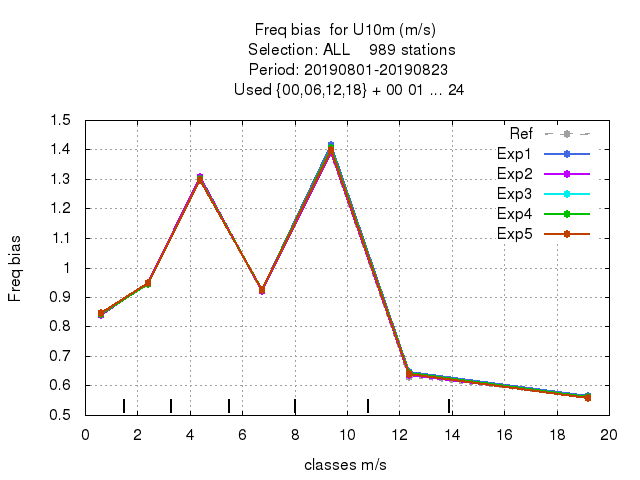 Freq bias  for U10m (m/s)
Selection: ALL    989 stations
Period: 20190801-20190823
Used {00,06,12,18} + 00 01 ... 24
Freq bias
1.5
1.4
1.3
1.2
1.1
1
0.9
0.8
0.7
0.6
0.5
Ref
Exp1
Exp2
Exp3
Exp4
Exp5
0 2 4 6 8 10 12 14 16 18 20
classes m/s